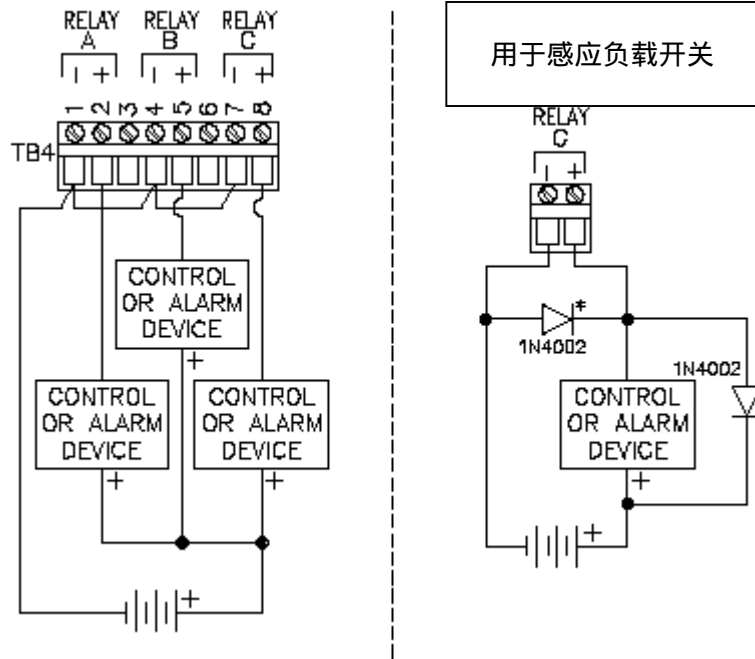 RELAY A
RELAY B
RELAY C
− +
− +
− +
1 2 3 4 5 6 7 8
TB4
CONTROL
OR ALARM
DEVICE
+
CONTROL
OR ALARM
DEVICE
+
CONTROL
OR ALARM
DEVICE
+
+
用于感应负载开关
RELAY
C
− +
*
1N4002
1N4002
CONTROL
OR ALARM
DEVICE
+
+